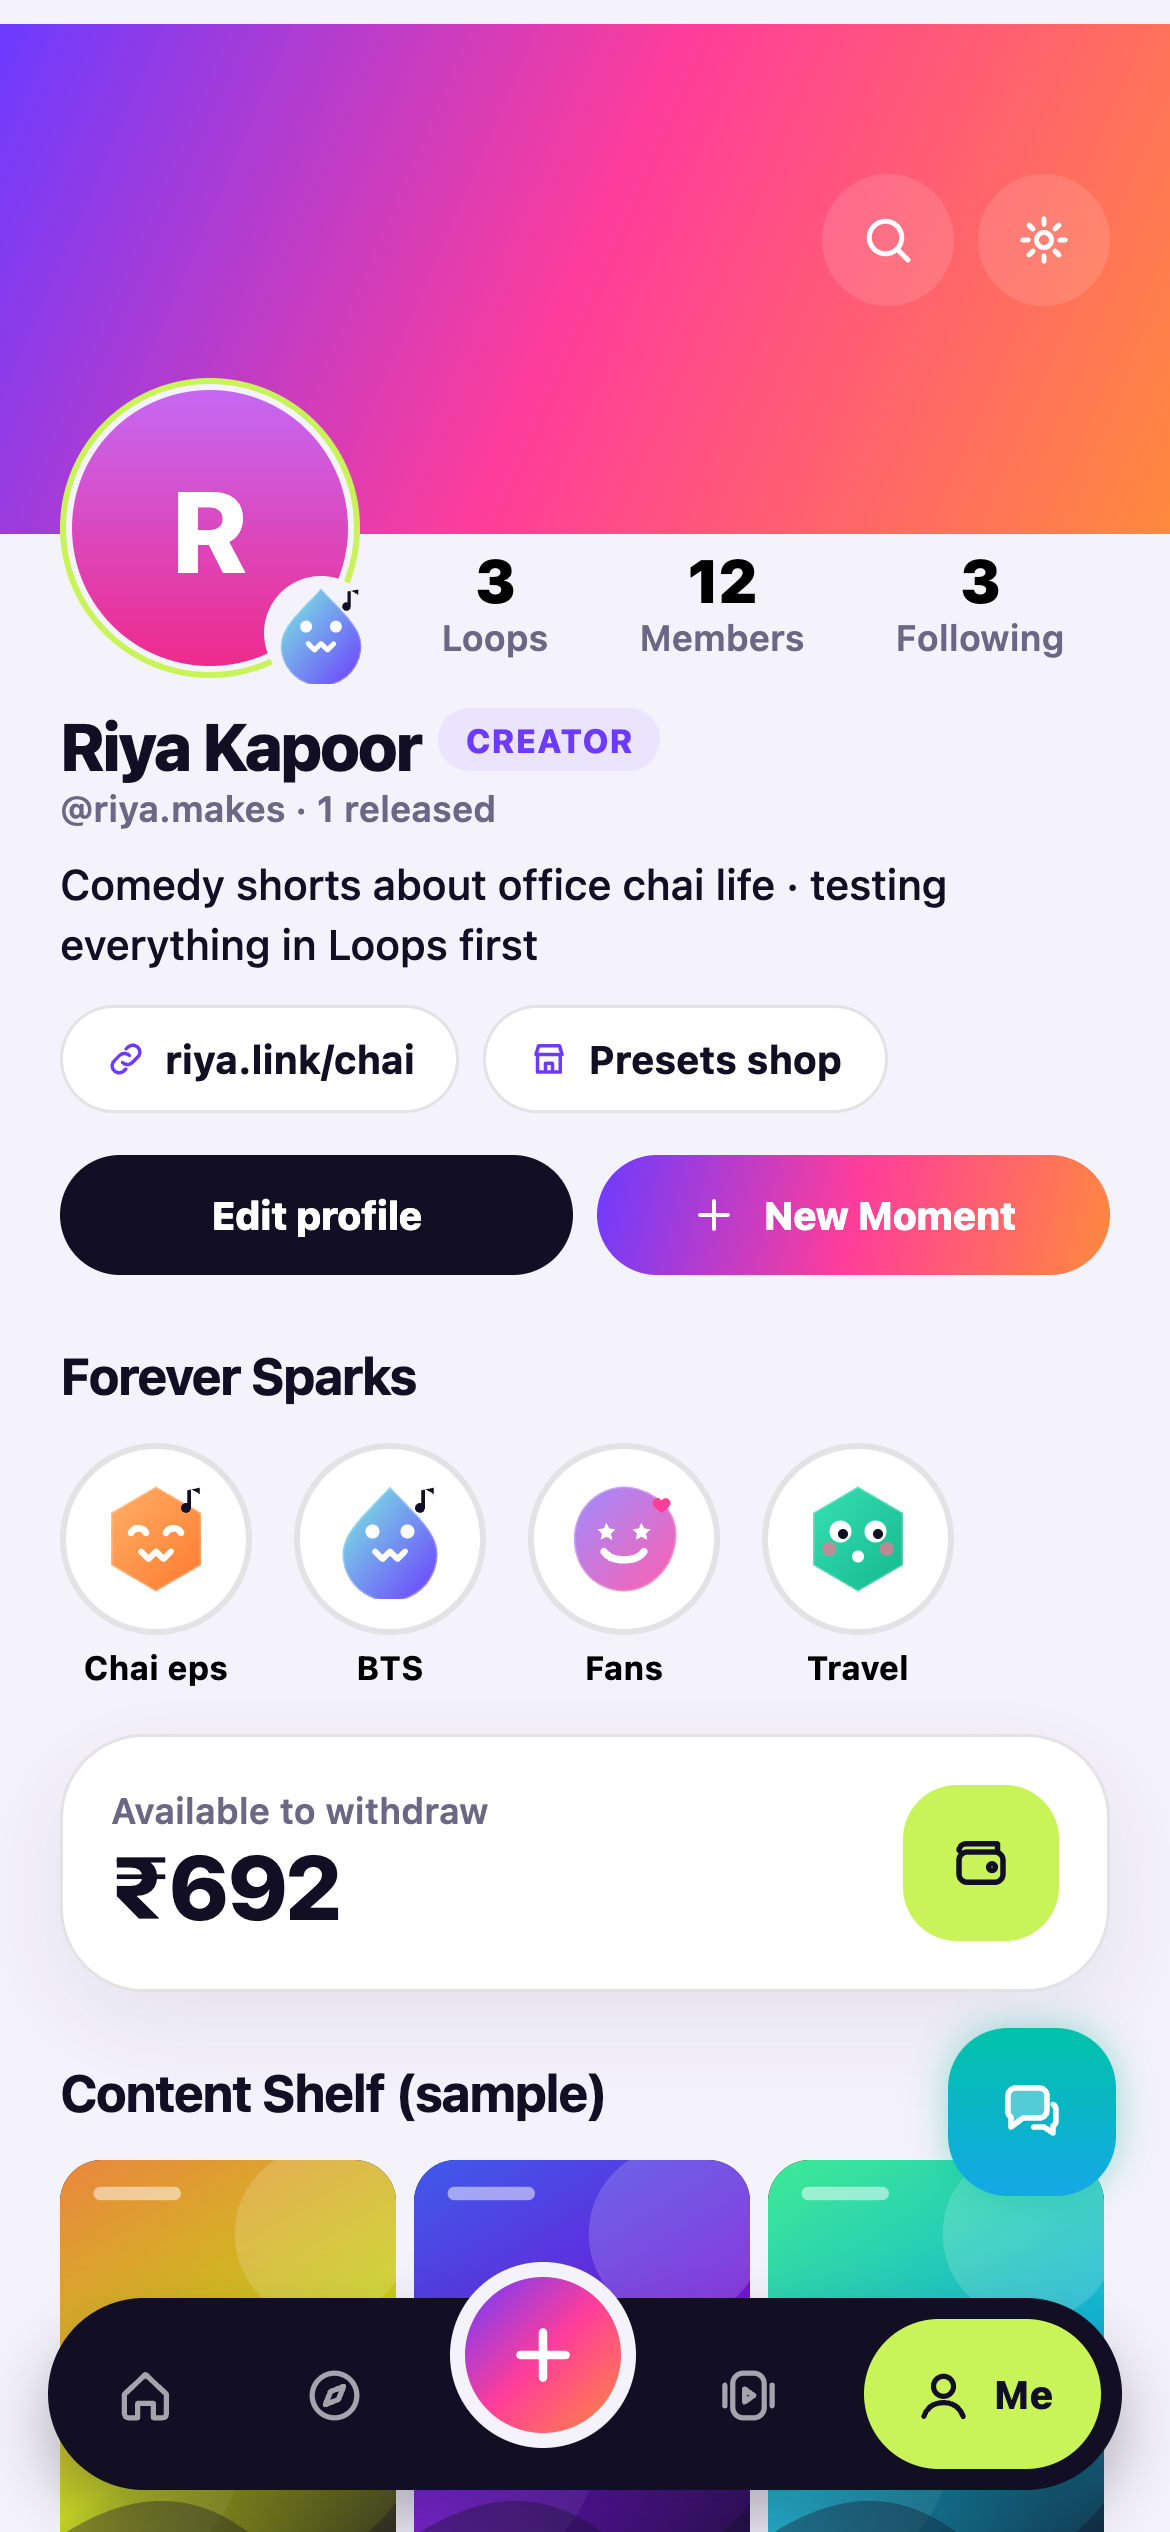 R
3
Loops
12
Members
3
Following
Riya Kapoor
CREATOR
@riya.makes · 1 released
Comedy shorts about office chai life · testing
everything in Loops first
riya.link/chai
Presets shop
Edit profile
New Moment
Forever Sparks
Chai eps
BTS
Fans
Travel
Available to withdraw
₹692
Content Shelf (sample)
Me